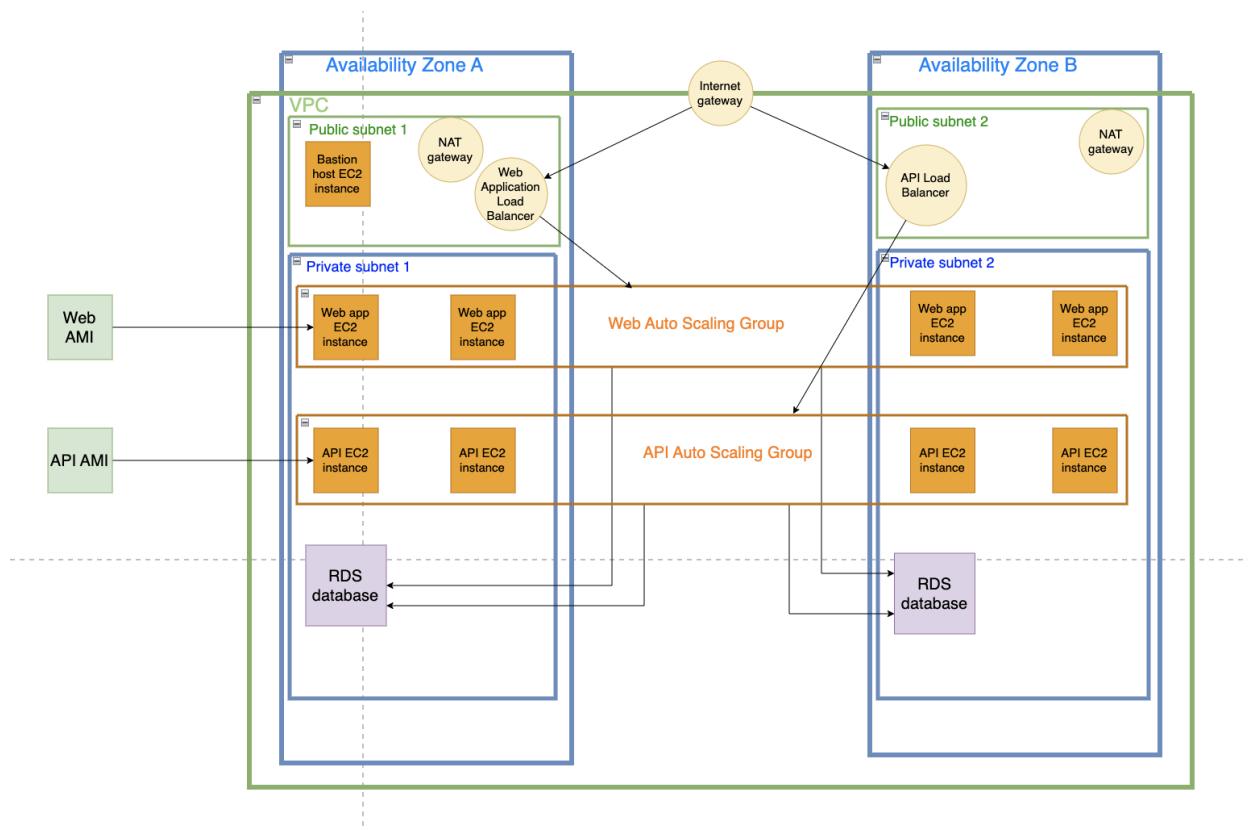 Availability Zone A
Availability Zone B
Internet
gateway
VPC
Public subnet 1
Bastion
host EC2
instance
NAT
gateway
Web
Application
Load
Balancer
Public subnet 2
API Load
Balancer
NAT
gateway
Private subnet 1
Private subnet 2
Web
AMI
Web app
EC2
instance
Web app
EC2
instance
Web Auto Scaling Group
Web app
EC2
instance
Web app
EC2
instance
API AMI
API EC2
instance
API EC2
instance
API Auto Scaling Group
API EC2
instance
API EC2
instance
RDS
database
RDS
database